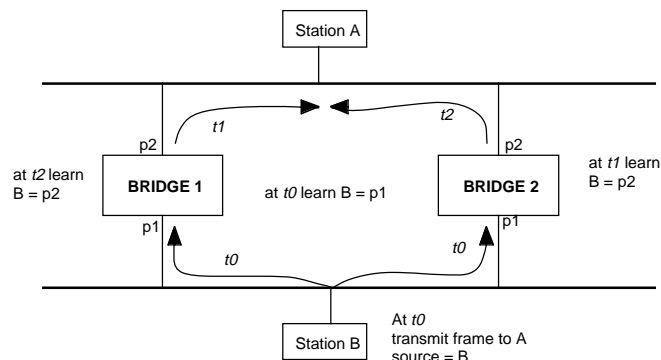 Station A
t1
t2
p2
p2
at t2 learn
B = p2
BRIDGE 1
at t0 learn B = p1
BRIDGE 2
at t1 learn
B = p2
p1
p1
t0
t0
Station B
At t0
transmit frame to A
source = B